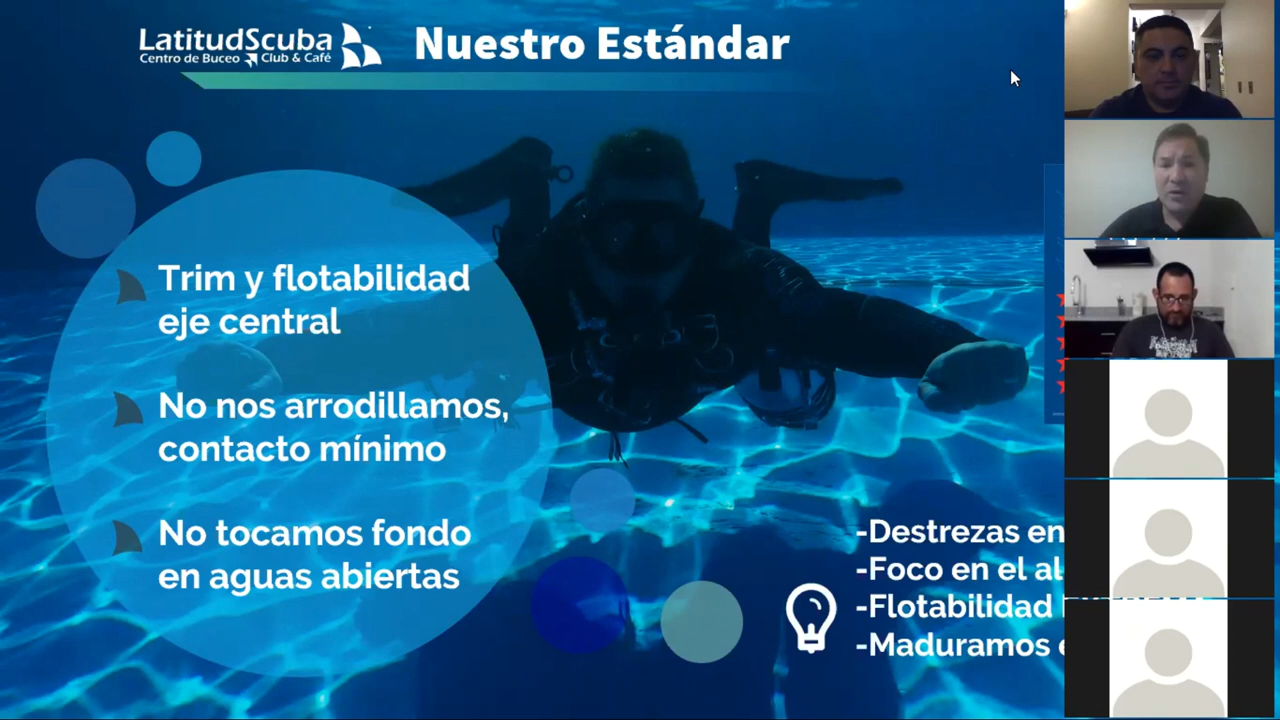 LatitudScuba
Centro de Buceo Club & Café
Nuestro Estándar
Trim y flotabilidad
eje central
No nos arrodillamos,
contacto mínimo
No tocamos fondo
en aguas abiertas
-Destrezas en
-Foco en el al
-Flotabilidad
-Maduramos